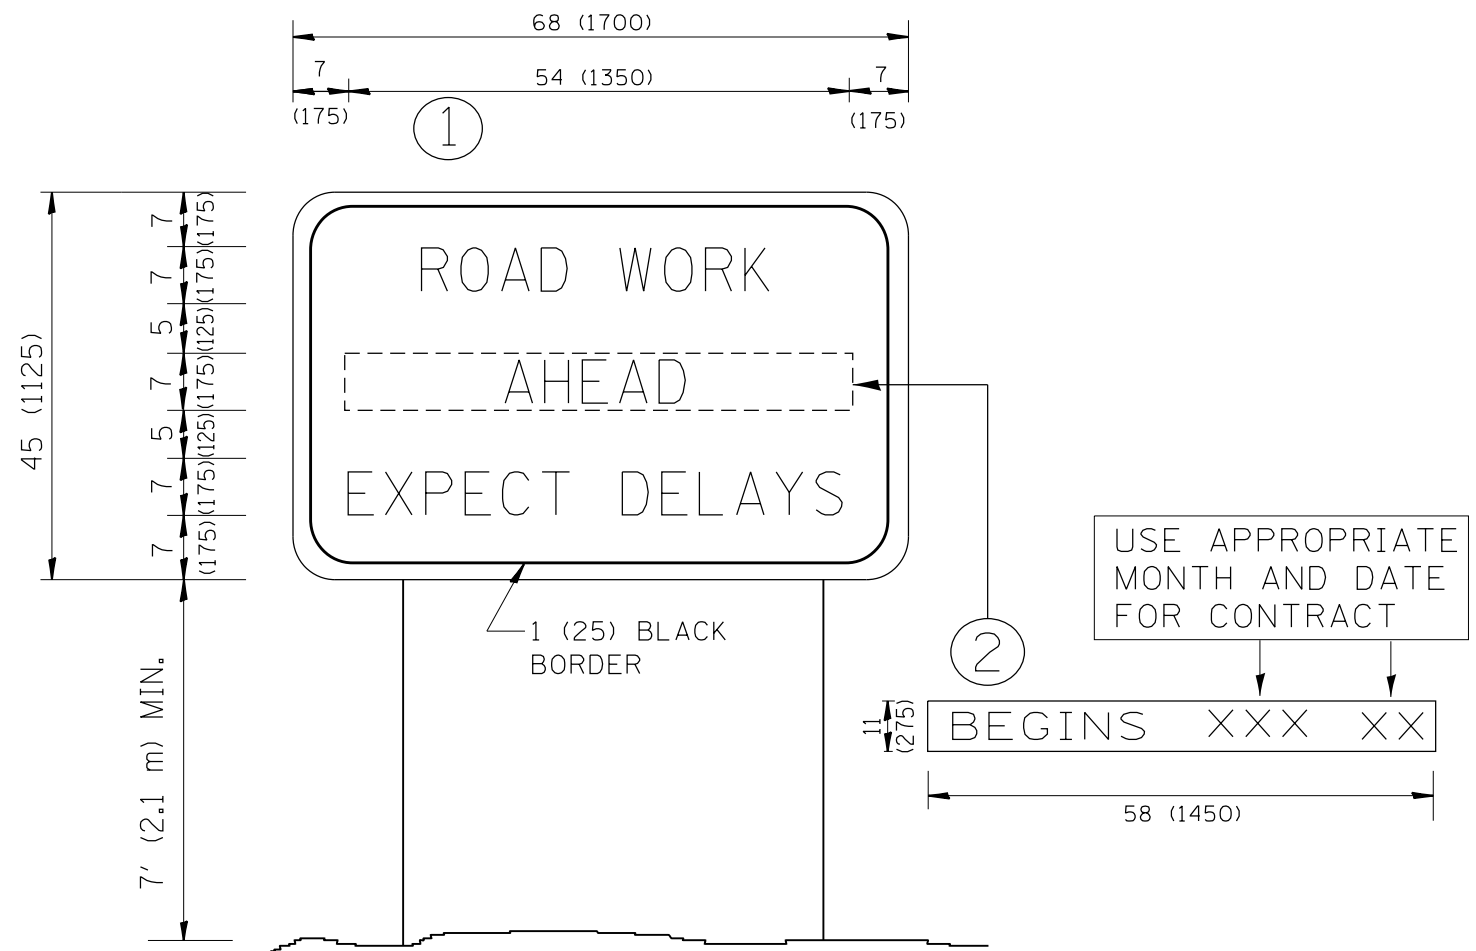 68 (1700)
7
54 (1350)
7
(175)
(175)
1
7
(175)
7
(175)
5
(125)
7
(175)
5
(125)
7
(175)
7
(175)
45 (1125)
ROAD WORK
AHEAD
EXPECT DELAYS
1 (25) BLACK
BORDER
7' (2.1 m) MIN.
2
USE APPROPRIATE
MONTH AND DATE
FOR CONTRACT
11
(275)
BEGINS XXX XX
58 (1450)